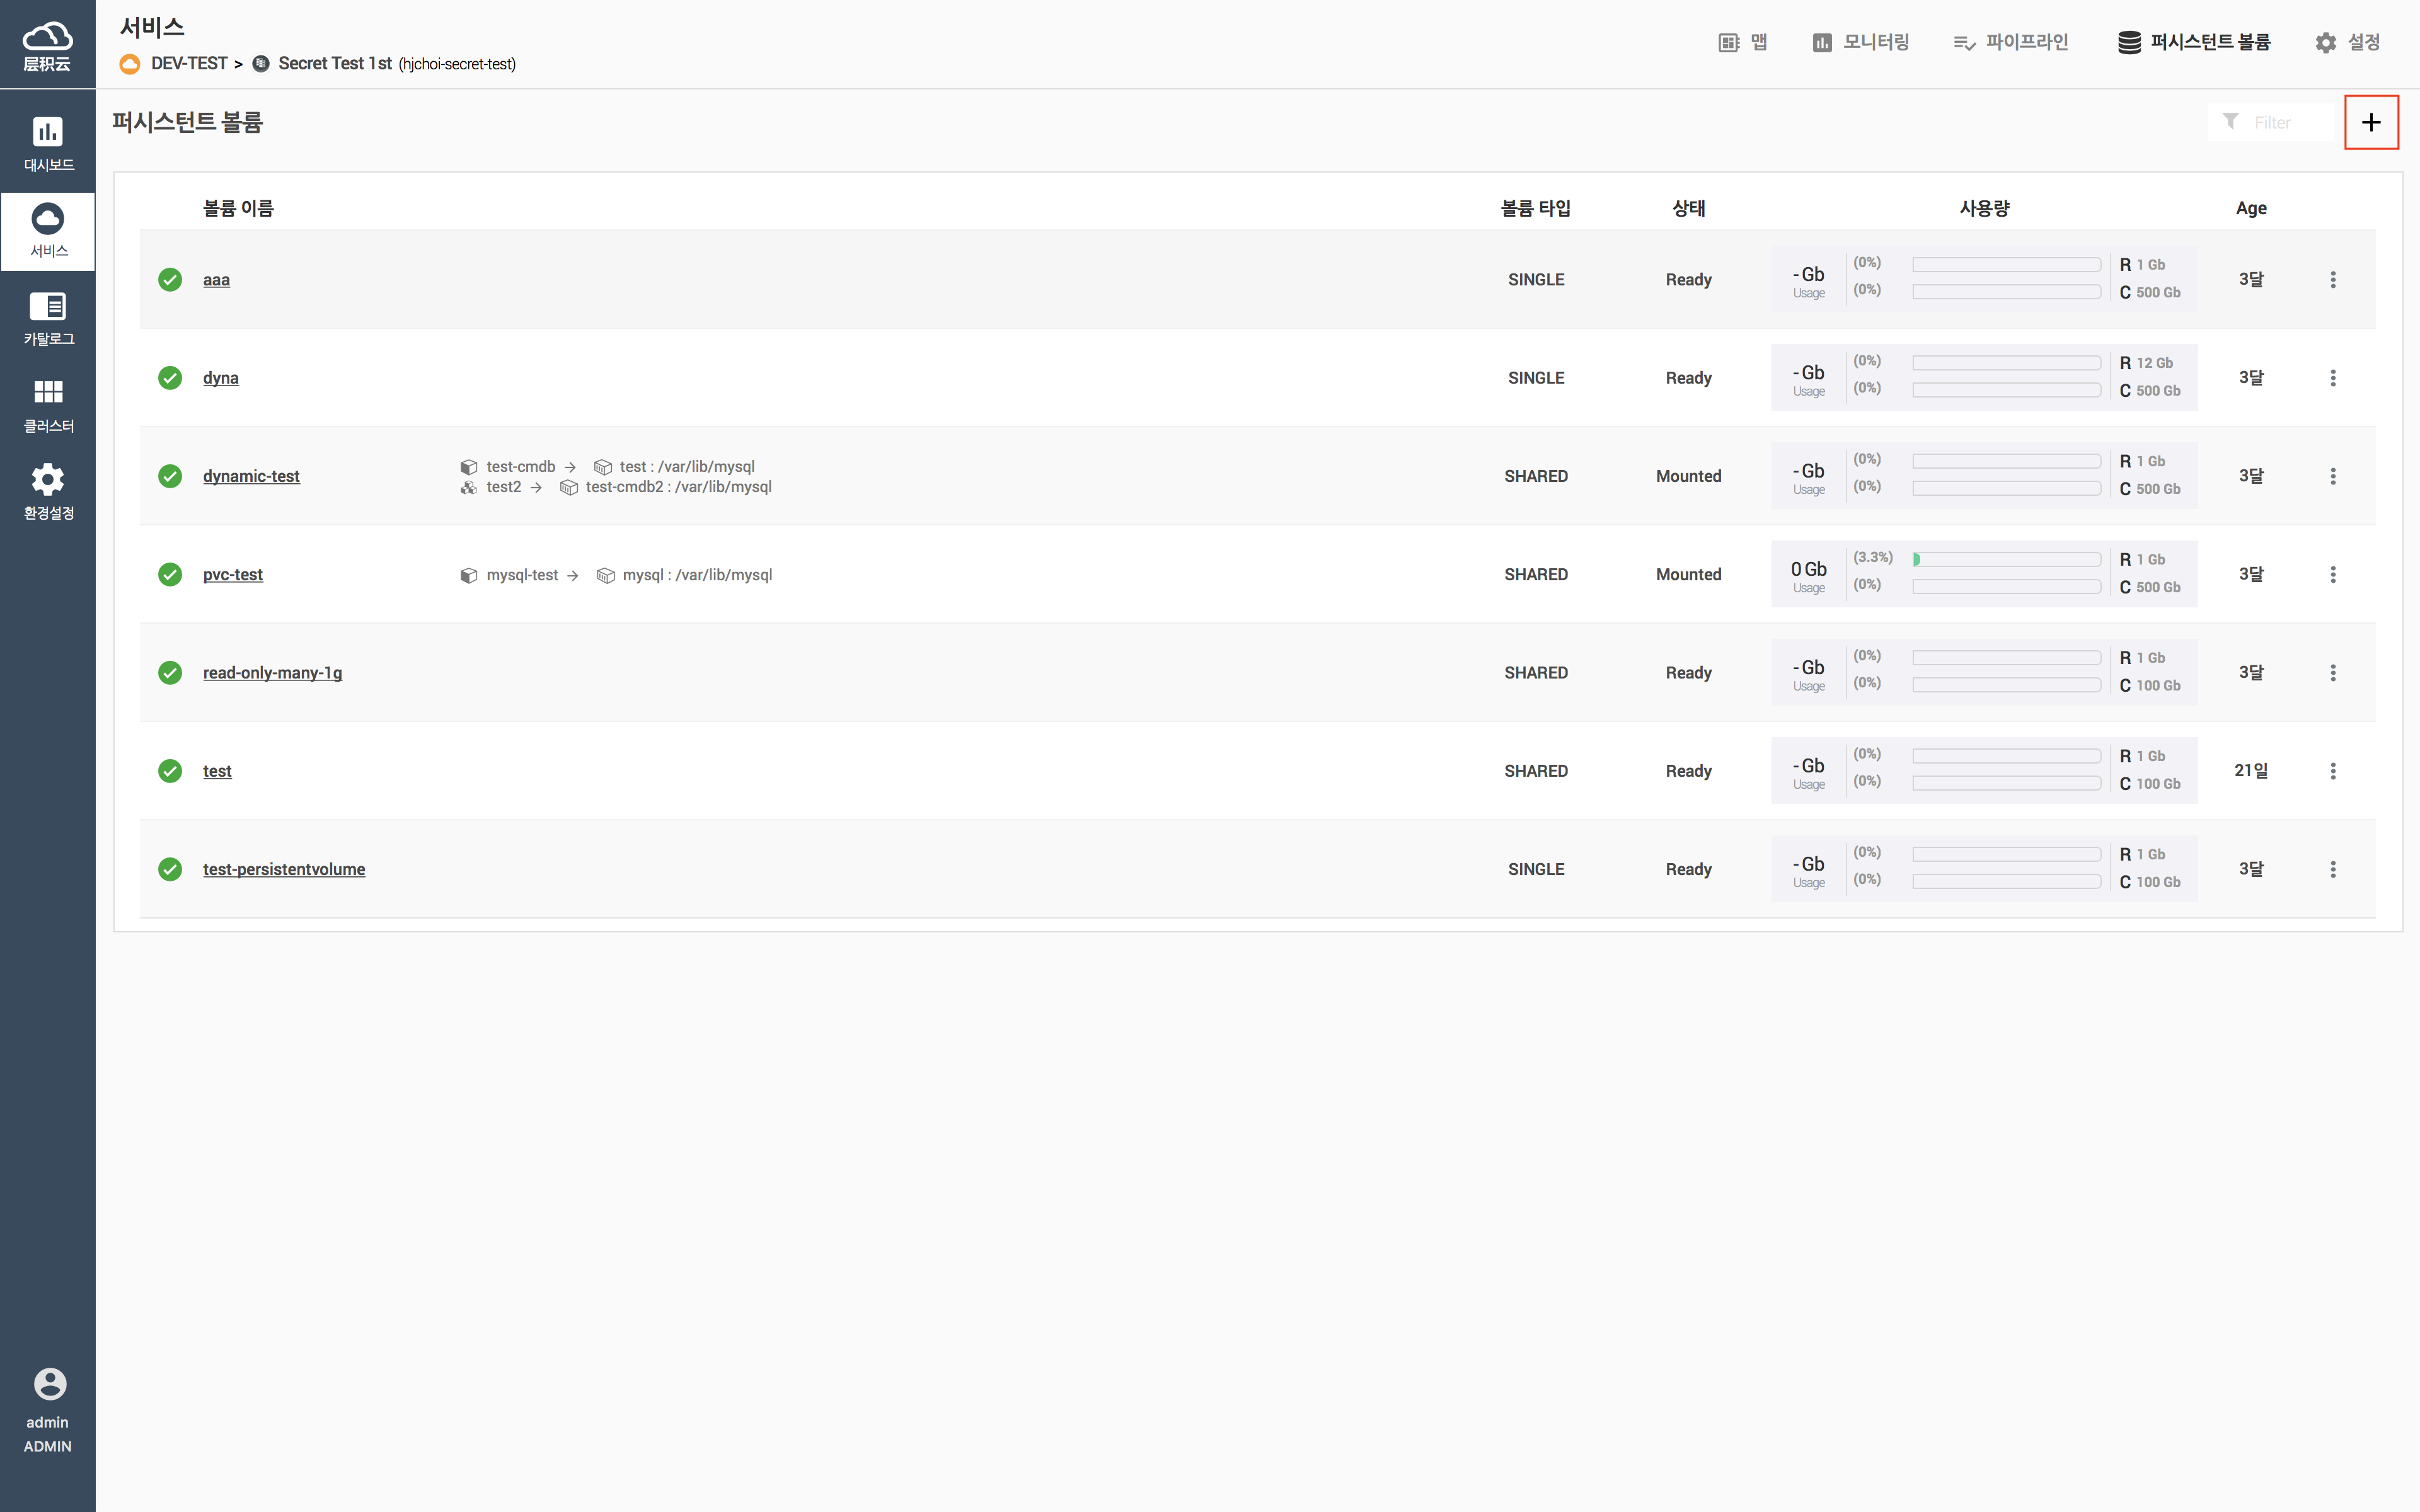 层积云
대시보드
서비스
카탈로그
클러스터
환경설정
admin
ADMIN
서비스
DEV-TEST > Secret Test 1st (hjchoi-secret-test)
맵 모니터링 파이프라인 퍼시스턴트 볼륨 설정
퍼시스턴트 볼륨
Filter +
볼륨 이름 볼륨 타입 상태 사용량 Age
aaa SINGLE Ready - Gb Usage (0%) (0%) R 1 Gb C 500 Gb 3달
dyna SINGLE Ready - Gb Usage (0%) (0%) R 12 Gb C 500 Gb 3달
dynamic-test test-cmdb → test : /var/lib/mysql
test2 → test-cmdb2 : /var/lib/mysql
SHARED Mounted - Gb Usage (0%) (0%) R 1 Gb C 500 Gb 3달
pvc-test mysql-test → mysql : /var/lib/mysql SHARED Mounted 0 Gb Usage (3.3%) (0%) R 1 Gb C 500 Gb 3달
read-only-many-1g SHARED Ready - Gb Usage (0%) (0%) R 1 Gb C 100 Gb 3달
test SHARED Ready - Gb Usage (0%) (0%) R 1 Gb C 100 Gb 21일
test-persistentvolume SINGLE Ready - Gb Usage (0%) (0%) R 1 Gb C 100 Gb 3달